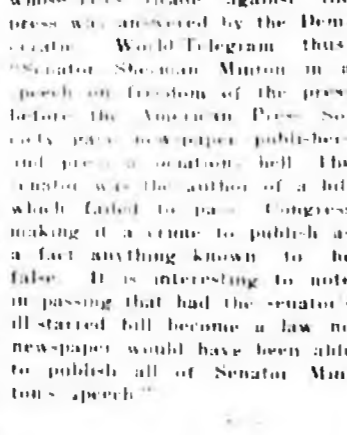 press was answered by the Dem
ocratic World-Telegram thus:
"Senator Sherman Minton in a
speech on freedom of the press
before the American Press So
ciety gave newspaper publishers
and press associations hell. The
senator was the author of a bill
which failed to pass Congress
making it a crime to publish as
a fact anything known to be
false. It is interesting to note
in passing that had the senator's
ill-starred bill become a law no
newspaper would have been able
to publish all of Senator Min
ton's speech"